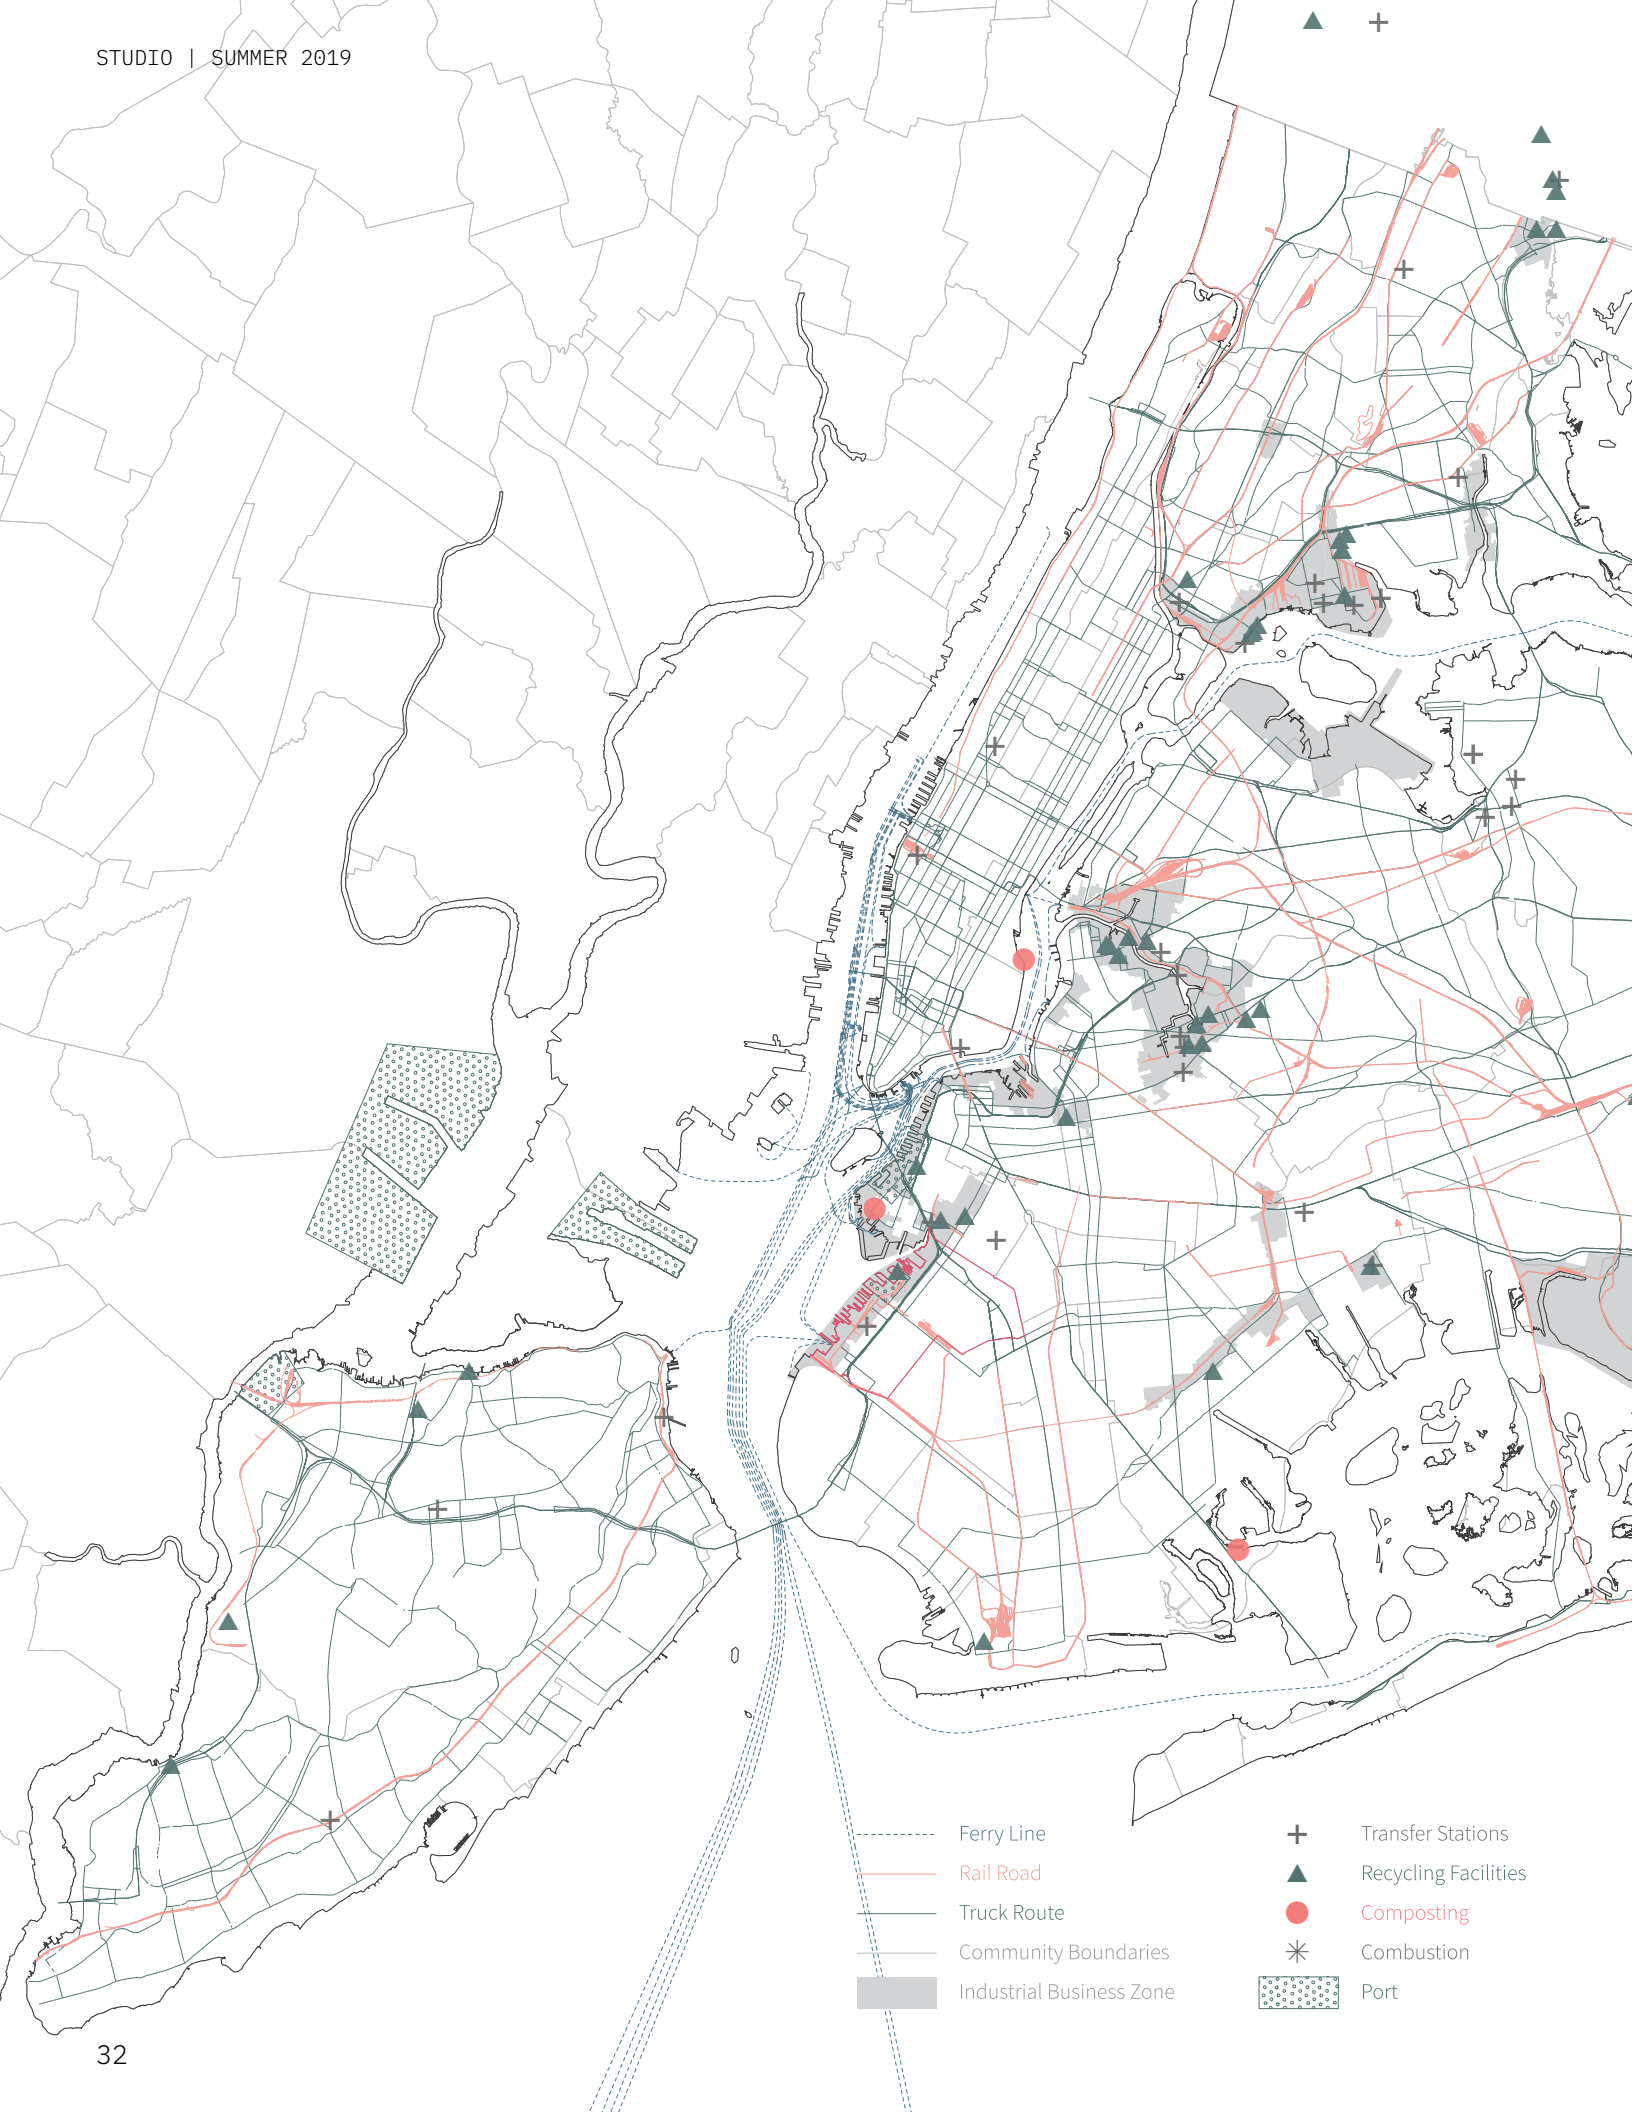 STUDIO | SUMMER 2019
Ferry Line
Rail Road
Truck Route
Community Boundaries
Industrial Business Zone
Transfer Stations
Recycling Facilities
Composting
Combustion
Port
32